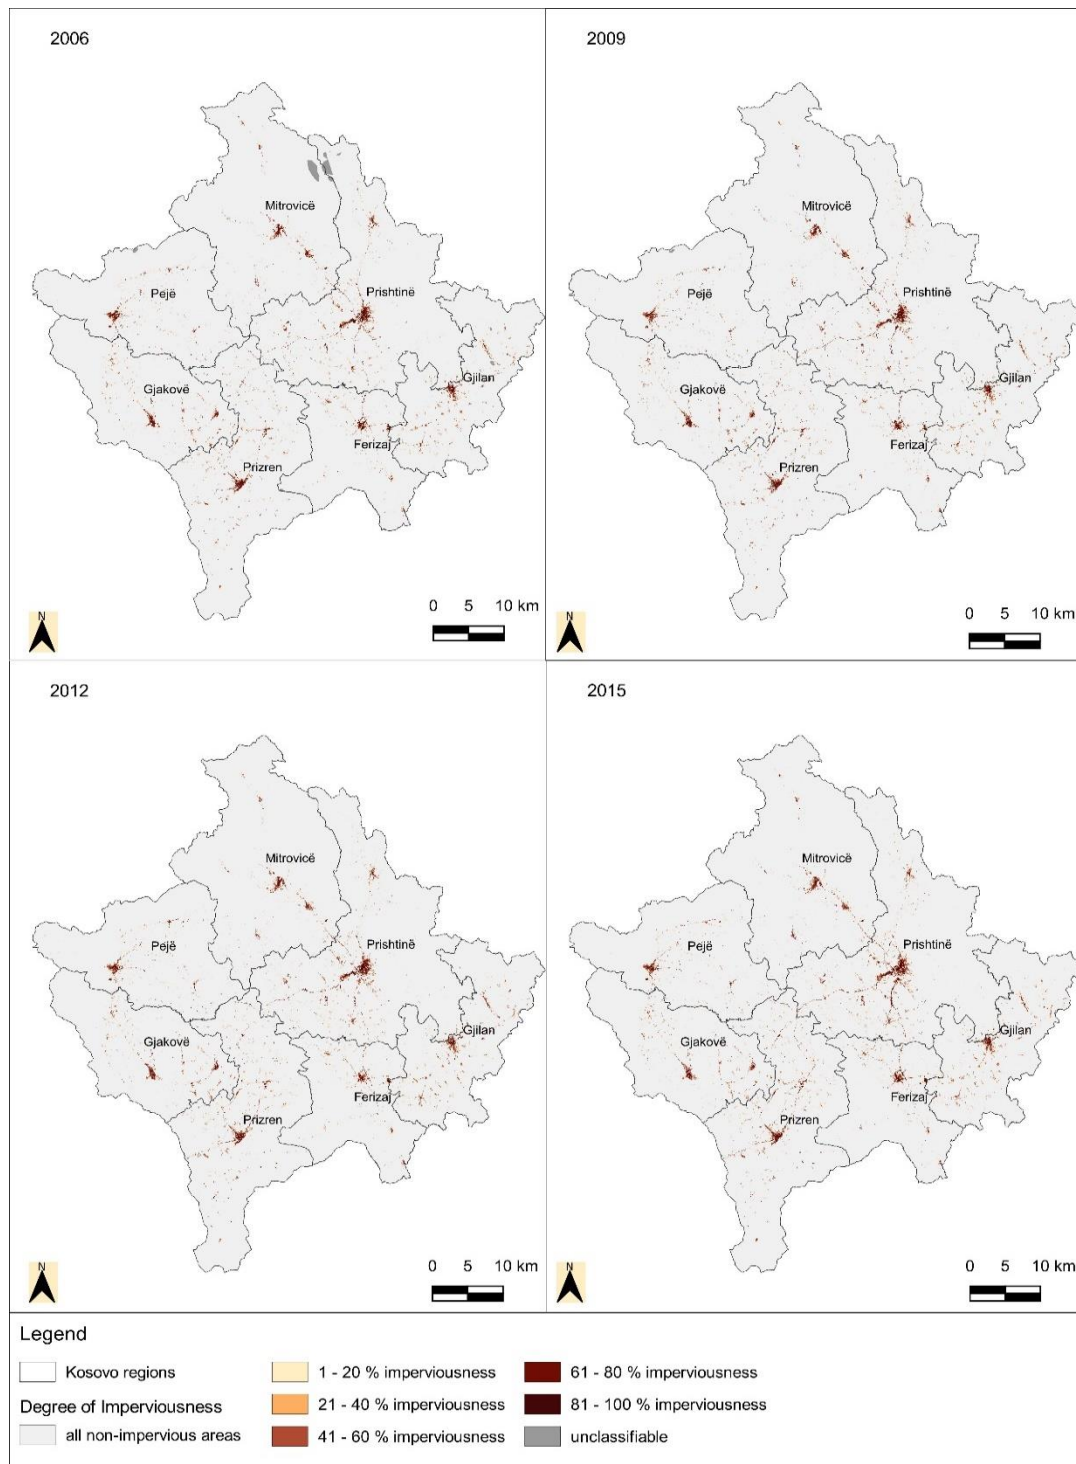 2006
Mitrovicë
Pejë
Prishtinë
Gjakovë
Gjilan
Ferizaj
Prizren
N
0 5 10 km
2009
Mitrovicë
Pejë
Prishtinë
Gjakovë
Gjilan
Ferizaj
Prizren
N
0 5 10 km
2012
Mitrovicë
Pejë
Prishtinë
Gjakovë
Gjilan
Ferizaj
Prizren
N
0 5 10 km
2015
Mitrovicë
Pejë
Prishtinë
Gjakovë
Gjilan
Ferizaj
Prizren
N
0 5 10 km
Legend
Kosovo regions
Degree of Imperviousness
all non-impervious areas
1 - 20 % imperviousness
21 - 40 % imperviousness
41 - 60 % imperviousness
61 - 80 % imperviousness
81 - 100 % imperviousness
unclassifiable